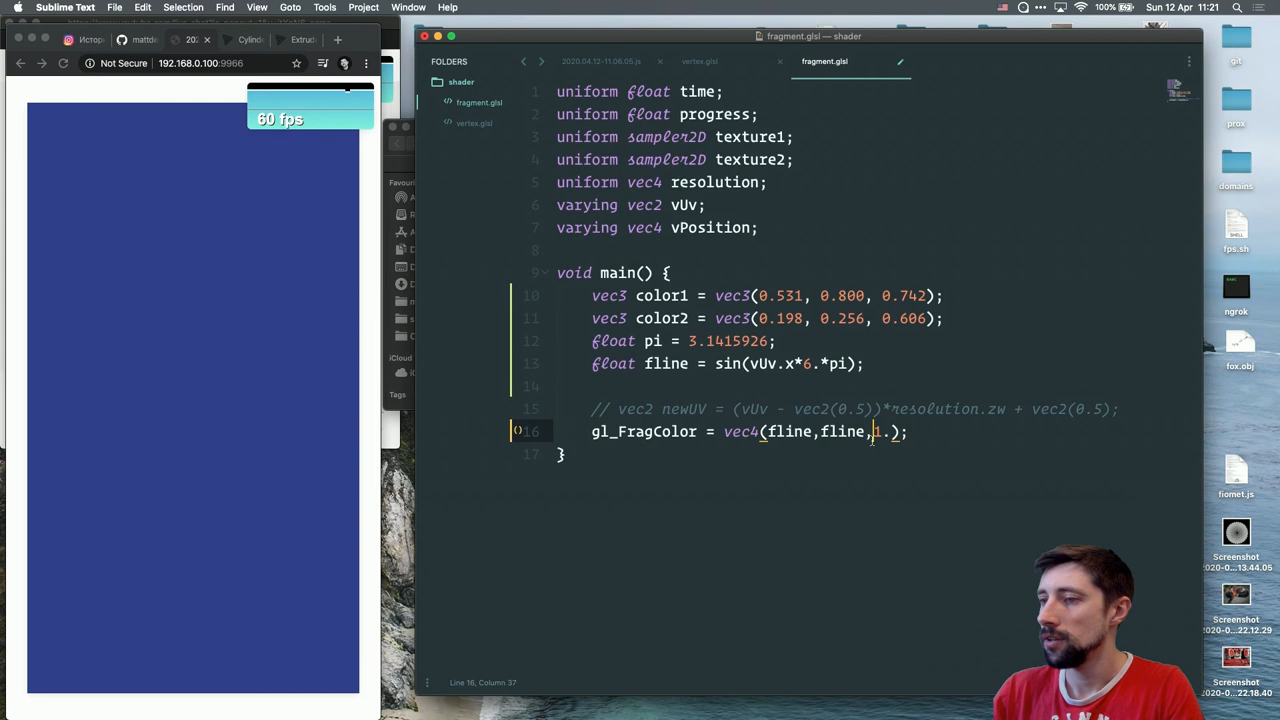 Sublime Text File Edit Selection Find View Goto Tools Project Window Help
100% Sun 12 Apr 11:21
Истор
mattde
202
Cylind
Extrud
Not Secure 192.168.0.100:9966
60 fps
fragment.glsl — shader
FOLDERS
shader
fragment.glsl
vertex.glsl
2020.04.12-11.06.05.js
vertex.glsl
fragment.glsl
1 uniform float time;
2 uniform float progress;
3 uniform sampler2D texture1;
4 uniform sampler2D texture2;
5 uniform vec4 resolution;
6 varying vec2 vUv;
7 varying vec4 vPosition;
8
9 void main() {
10 vec3 color1 = vec3(0.531, 0.800, 0.742);
11 vec3 color2 = vec3(0.198, 0.256, 0.606);
12 float pi = 3.1415926;
13 float fline = sin(vUv.x*6.*pi);
14
15 // vec2 newUV = (vUv - vec2(0.5))*resolution.zw + vec2(0.5);
16 gl_FragColor = vec4(fline,fline,1.);
17 }
Line 16, Column 37
Favouri
iCloud
Tags
git
prox
domains
SHELL
fps.sh
ngrok
fox.obj
fiomet.js
Screenshot
2020-0...13.44.05
Screenshot
2020-0...22.12.29
Screenshot
2020-0...22.18.40